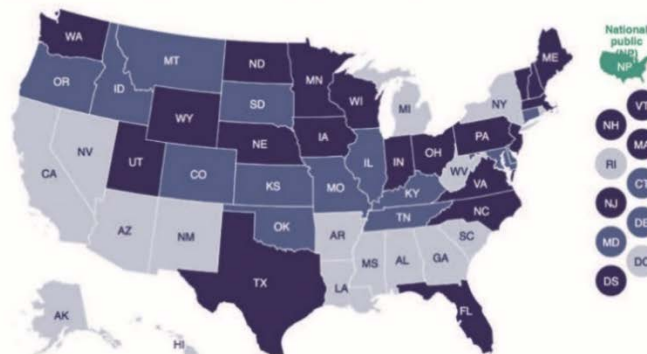 National
public
(NP)
NP
WA
MT
ND
MN
ME
VT
OR
ID
SD
WI
MI
NY
NH
MA
WY
IA
PA
RI
NV
NE
IL
IN
OH
CT
CA
UT
CO
KS
MO
KY
WV
VA
NJ
DE
AZ
NM
OK
TN
NC
MD
DC
AR
SC
TX
LA
MS
AL
GA
DS
AK
HI
FL